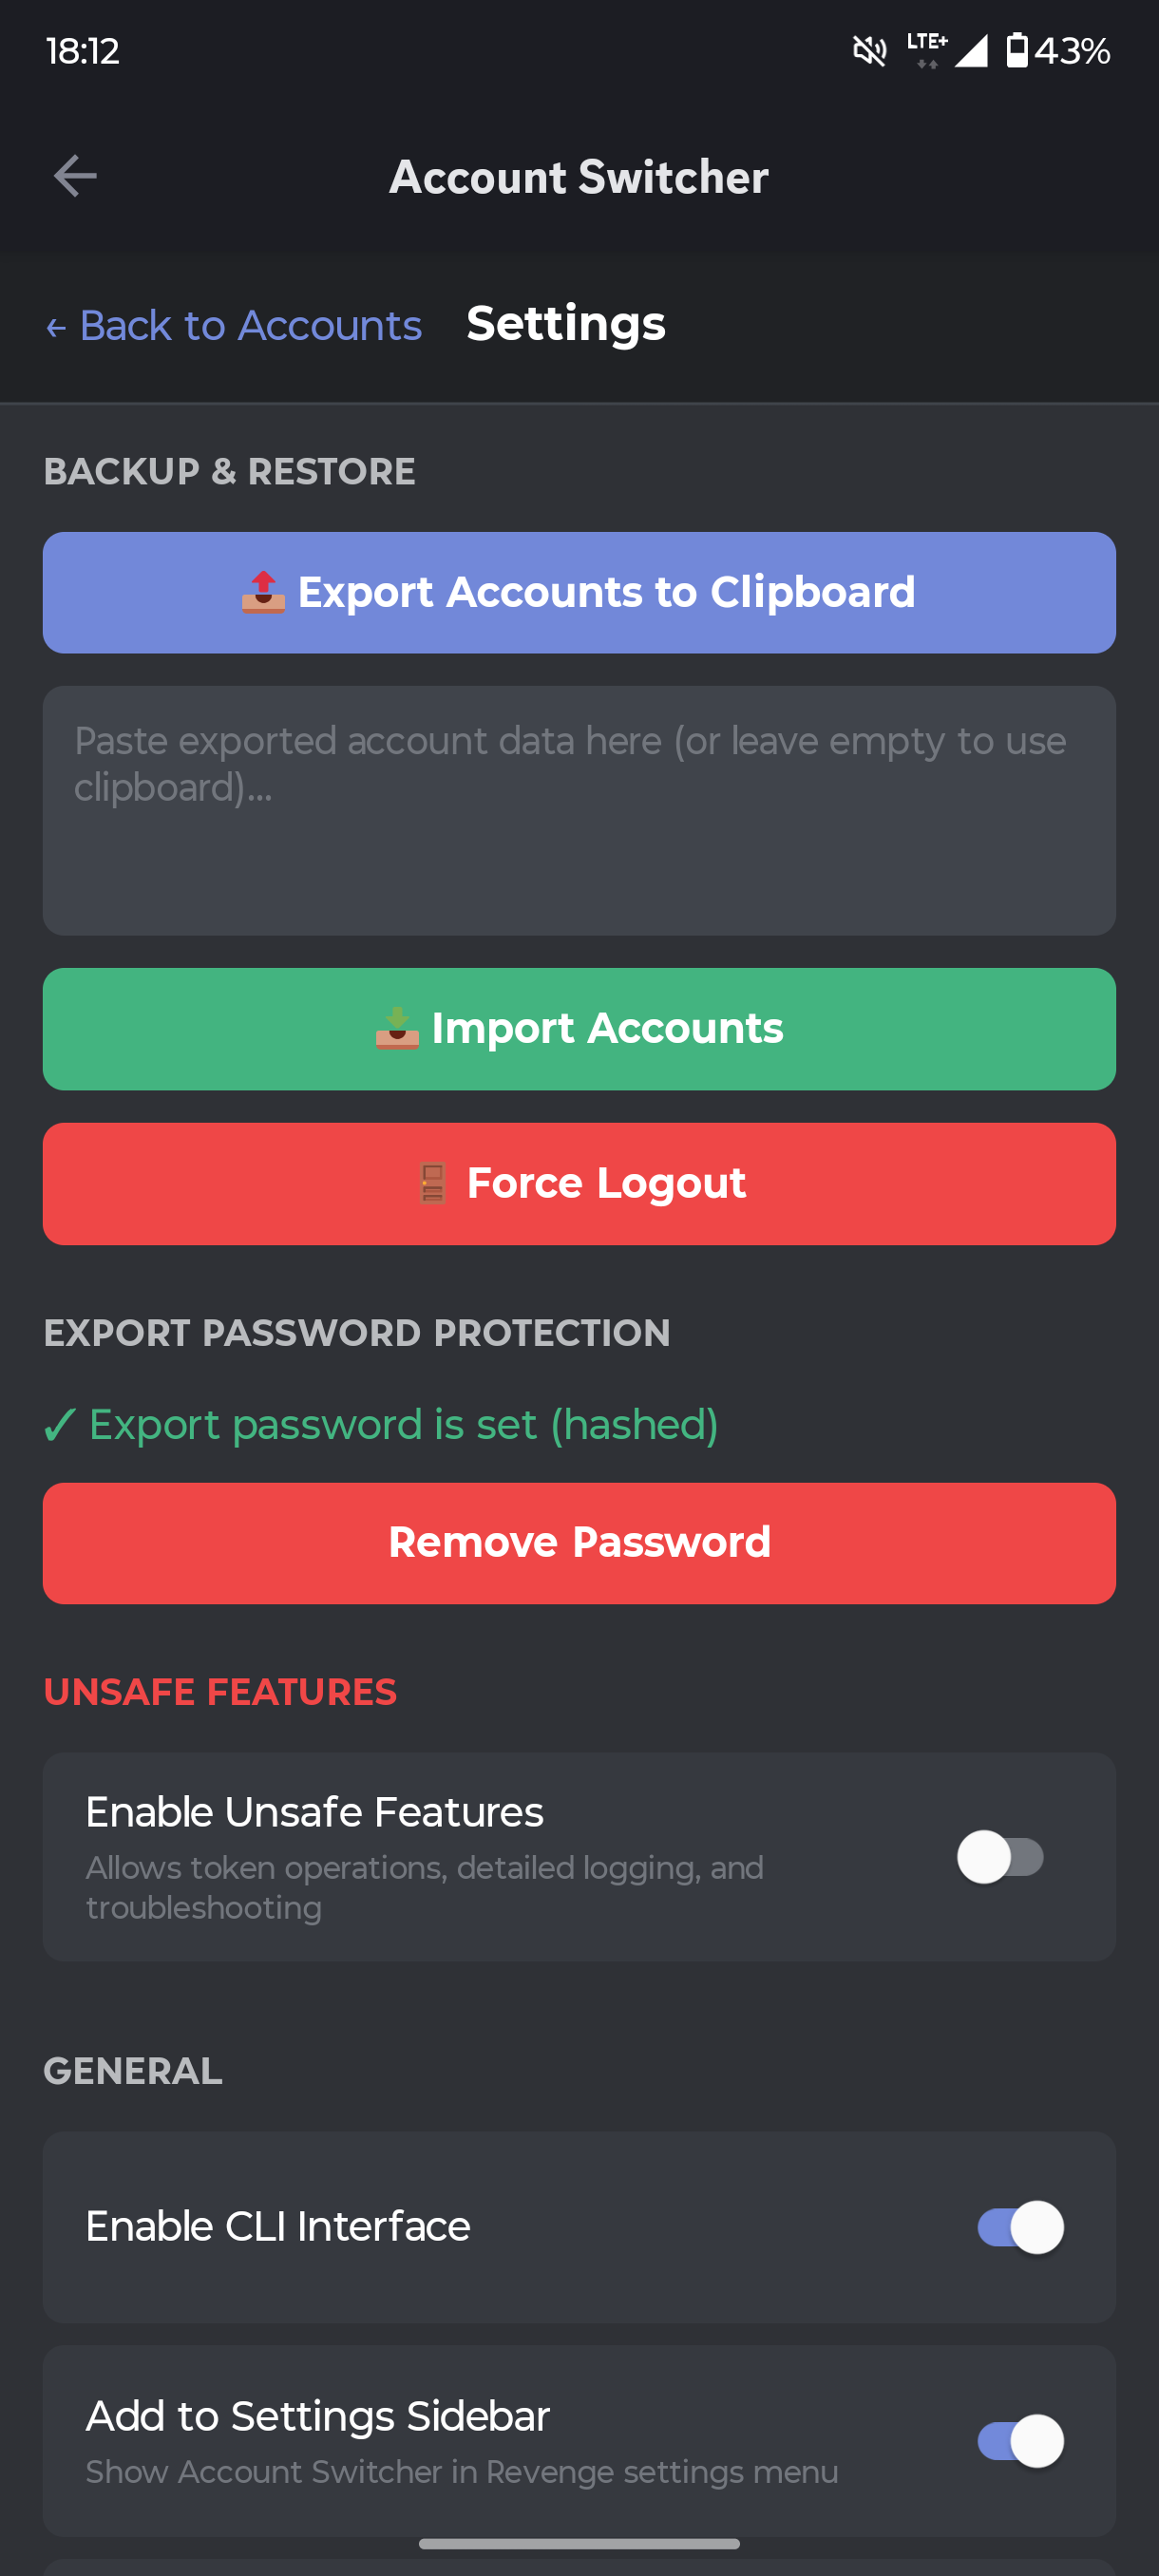 18:12
LTE+
43%
Account Switcher
← Back to Accounts
Settings
BACKUP & RESTORE
📤 Export Accounts to Clipboard
Paste exported account data here (or leave empty to use
clipboard)...
📥 Import Accounts
🚪 Force Logout
EXPORT PASSWORD PROTECTION
✓ Export password is set (hashed)
Remove Password
UNSAFE FEATURES
Enable Unsafe Features
Allows token operations, detailed logging, and
troubleshooting
GENERAL
Enable CLI Interface
Add to Settings Sidebar
Show Account Switcher in Revenge settings menu